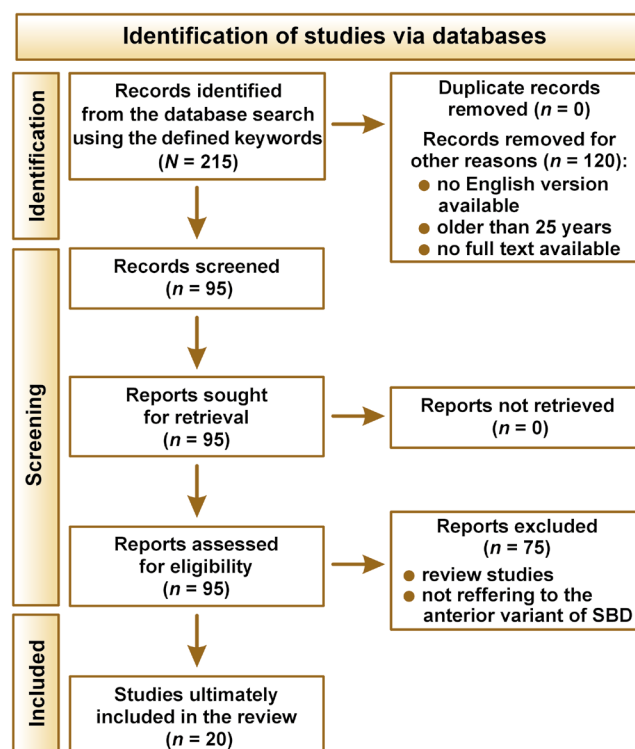 Identification of studies via databases
Identification
Records identified
from the database search
using the defined keywords
(N = 215)
Duplicate records
removed (n = 0)
Records removed for
other reasons (n = 120):
● no English version
available
● older than 25 years
● no full text available
Screening
Records screened
(n = 95)
Reports sought
for retrieval
(n = 95)
Reports not retrieved
(n = 0)
Reports assessed
for eligibility
(n = 95)
Reports excluded
(n = 75)
● review studies
● not reffering to the
anterior variant of SBD
Included
Studies ultimately
included in the review
(n = 20)